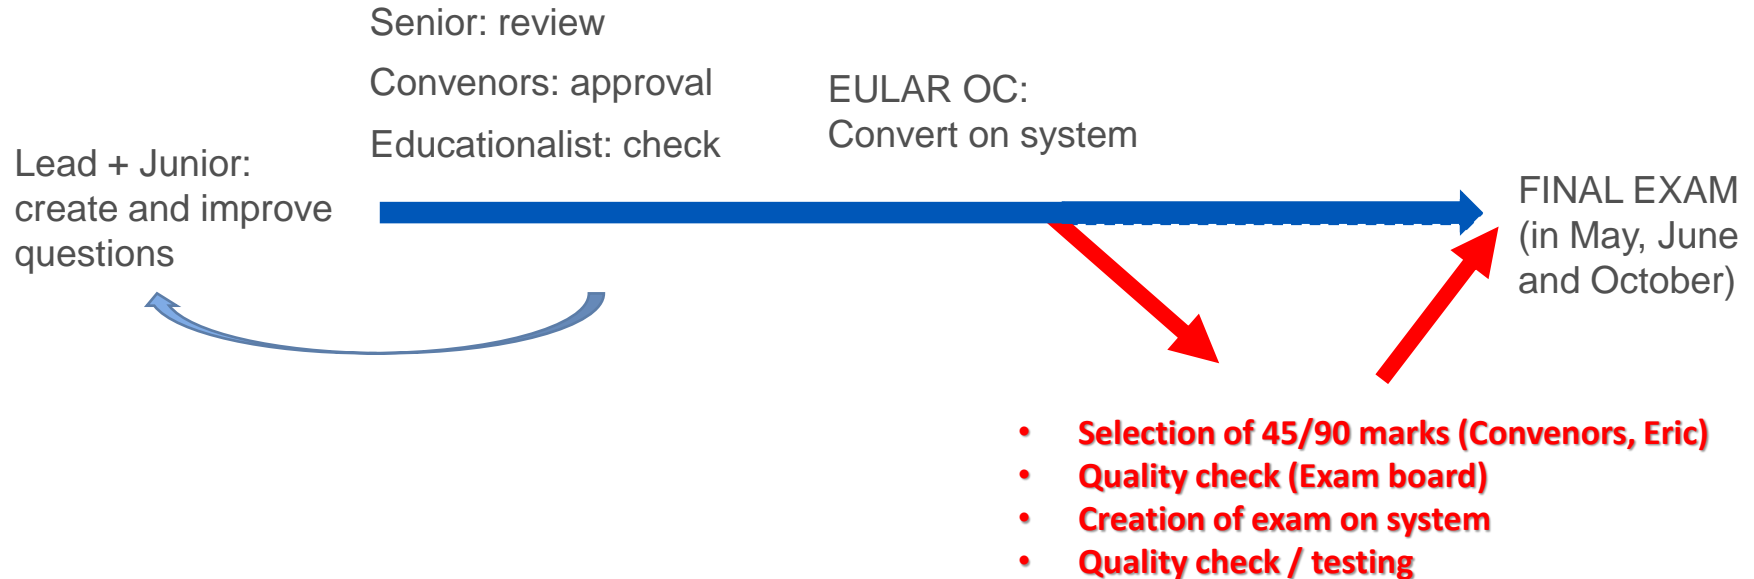 Senior: review
Convenors: approval
Educationalist: check
EULAR OC:
Convert on system
Lead + Junior:
create and improve
questions
FINAL EXAM
(in May, June
and October)
• Selection of 45/90 marks (Convenors, Eric)
• Quality check (Exam board)
• Creation of exam on system
• Quality check / testing